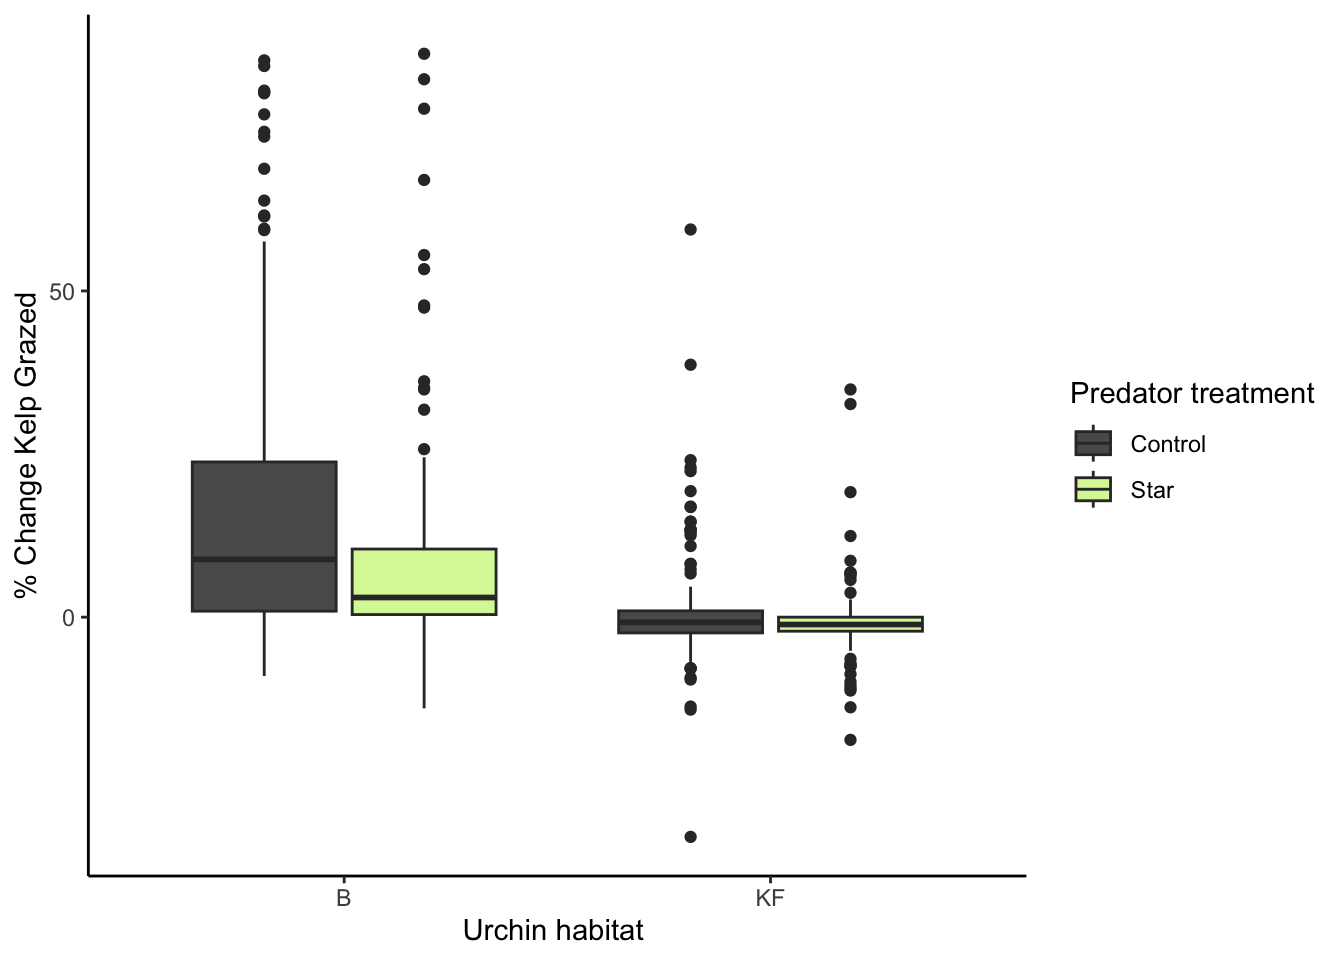 % Change Kelp Grazed
50
0
B
KF
Urchin habitat
Predator treatment
Control
Star